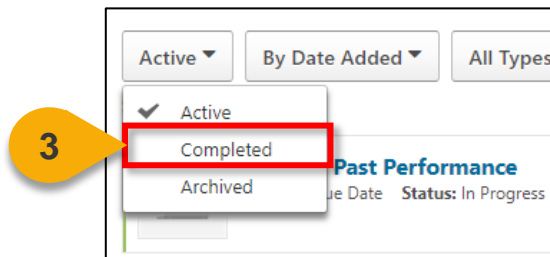 Active By Date Added All Types
Active
3 Completed
Past Performance
Archived
ue Date Status: In Progress